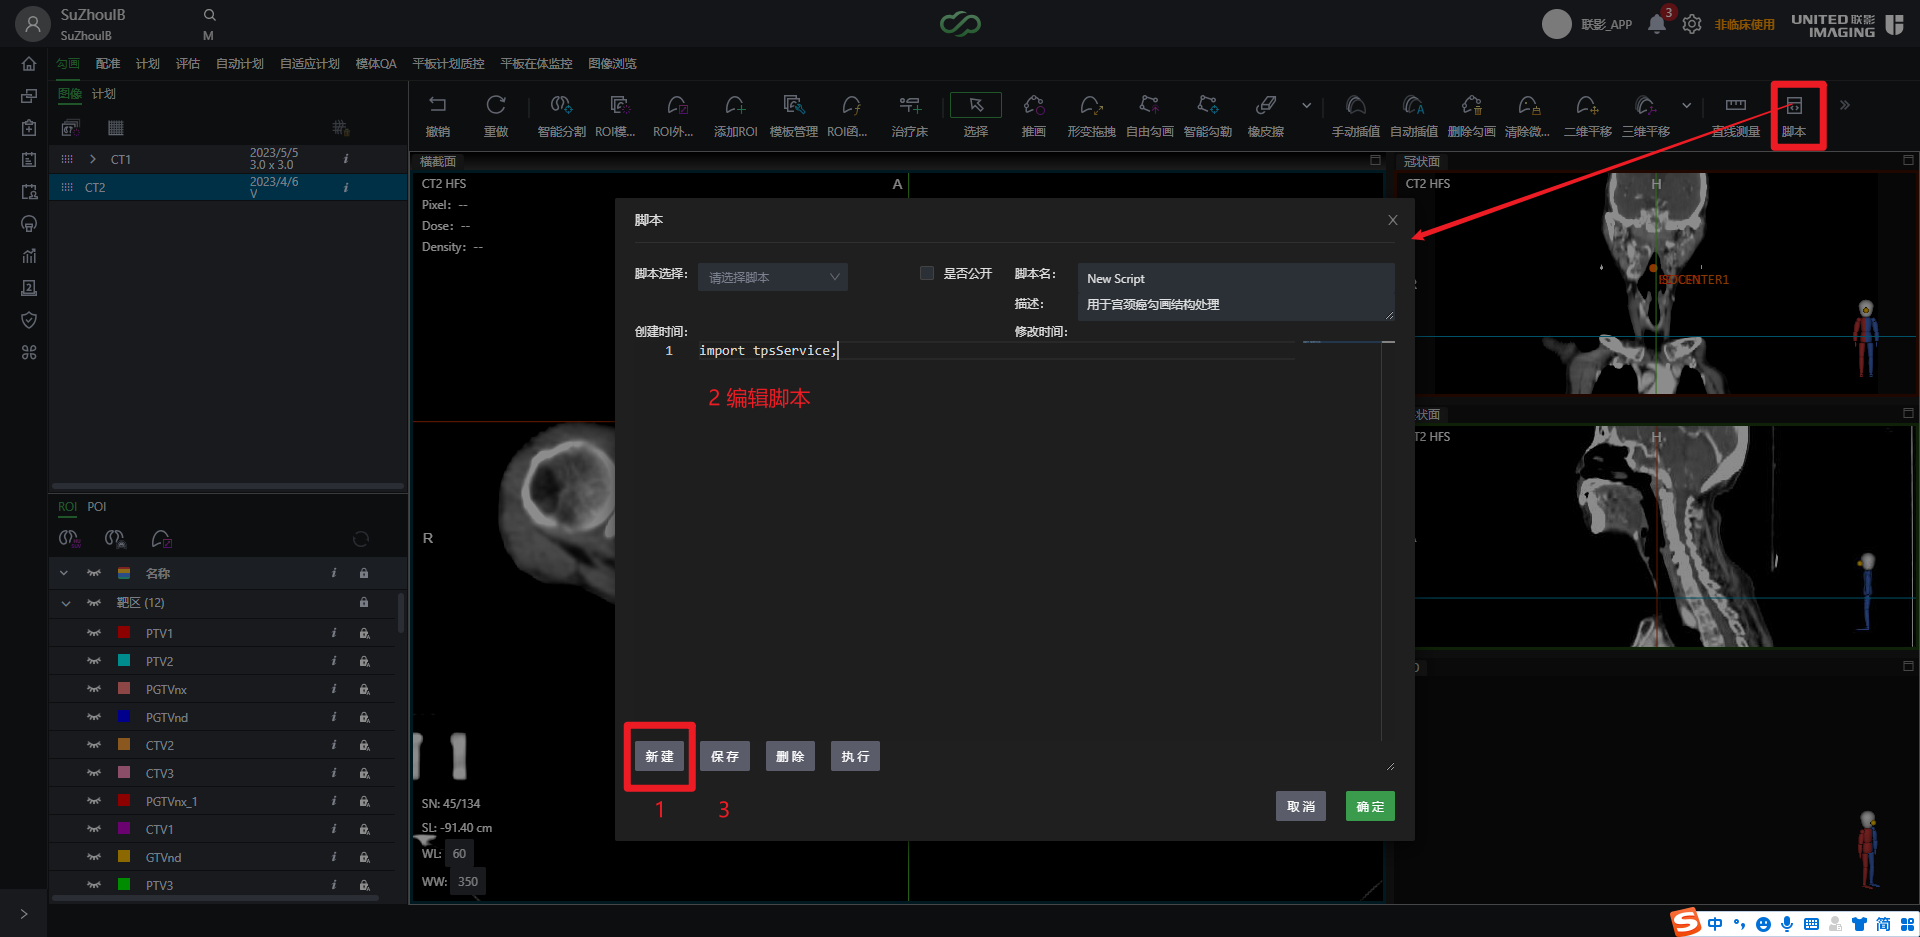 SuZhouIB
SuZhouIB
M
联影_APP
3
非临床使用
UNITED 联影
IMAGING
勾画 配准 计划 评估 自动计划 自适应计划 模体QA 平板计划质控 平板在体监控 图像浏览
图像 计划
撤销 重做 智能分割 ROI模... ROI外... 添加ROI 模板管理 ROI函... 治疗床 选择 推画 形变拖拽 自由勾画 智能勾勒 橡皮擦 手动插值 自动插值 删除勾画 清除微... 二维平移 三维平移 直线测量 脚本
CT1 2023/5/5 3.0 x 3.0 i
CT2 2023/4/6 V i
ROI POI
名称 i
靶区 (12)
PTV1 i
PTV2 i
PGTVnx i
PGTVnd i
CTV2 i
CTV3 i
PGTVnx_1 i
CTV1 i
GTVnd i
PTV3 i
横截面
CT2 HFS
A
Pixel: --
Dose: --
Density: --
R
SN: 45/134
SL: -91.40 cm
WL: 60
WW: 350
脚本
脚本选择: 请选择脚本 是否公开 脚本名: New Script
描述: 用于宫颈癌勾画结构处理
创建时间: 修改时间:
1 import tpsService;
2 编辑脚本
新建 保存 删除 执行
1 3
取消 确定
冠状面
CT2 HFS
H
ISOCENTER1
状面
T2 HFS
H
中 简